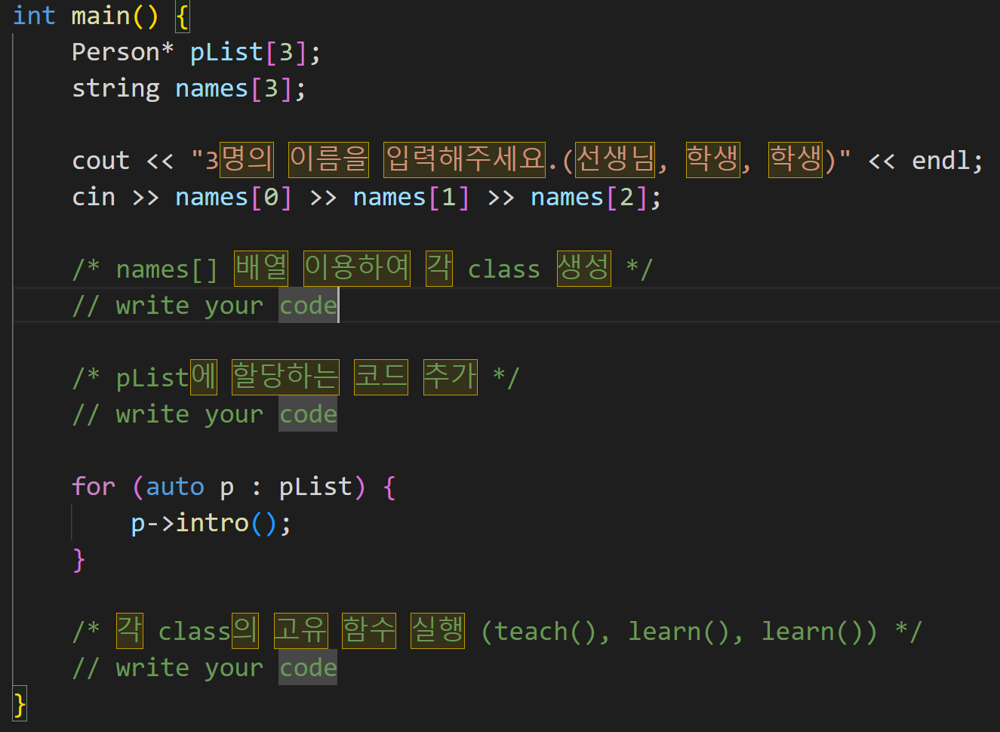 int main() {
Person* pList[3];
string names[3];
cout << "3명의 이름을 입력해주세요.(선생님, 학생, 학생)" << endl;
cin >> names[0] >> names[1] >> names[2];
/* names[] 배열 이용하여 각 class 생성 */
// write your code
/* pList에 할당하는 코드 추가 */
// write your code
for (auto p : pList) {
p->intro();
}
/* 각 class의 고유 함수 실행 (teach(), learn(), learn()) */
// write your code
}